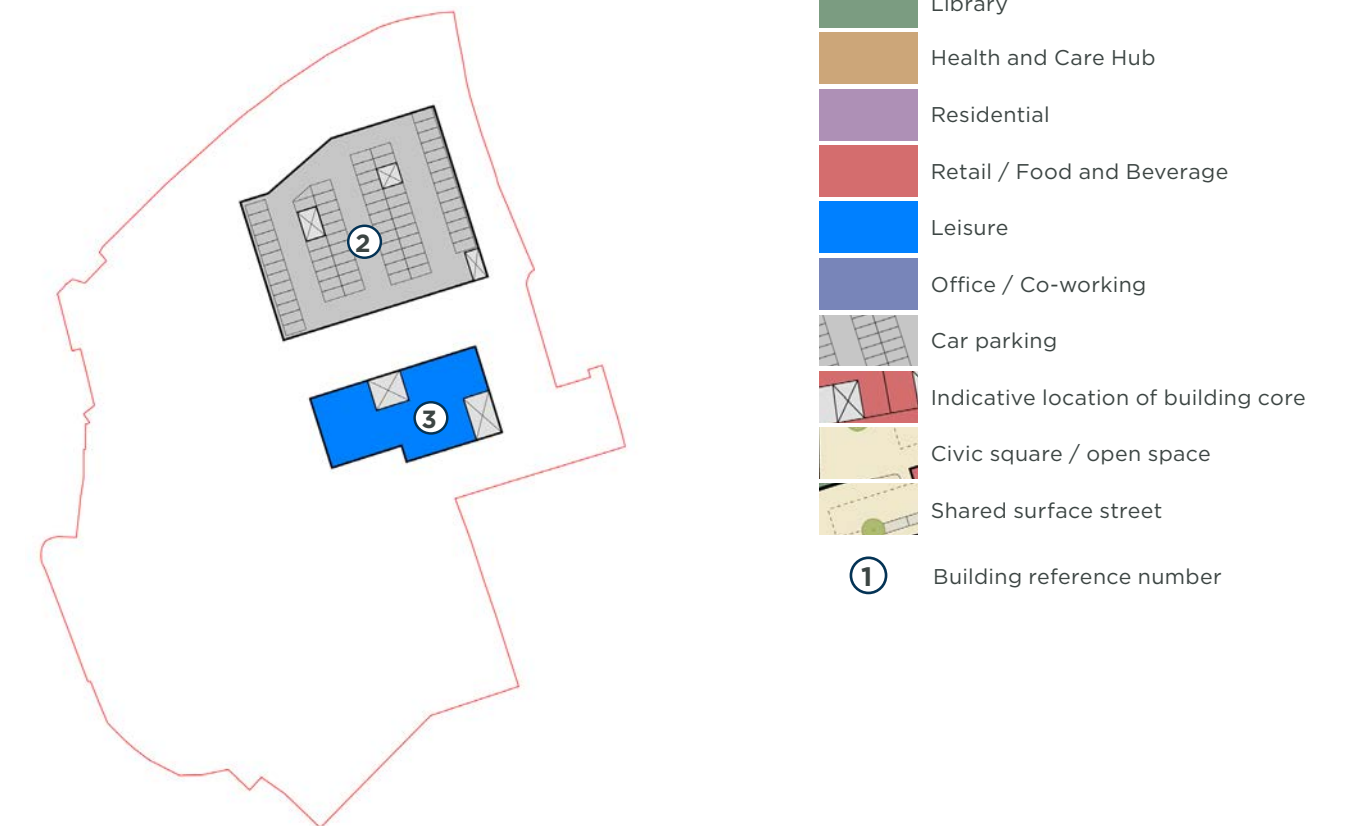 2
3
Library
Health and Care Hub
Residential
Retail / Food and Beverage
Leisure
Office / Co-working
Car parking
Indicative location of building core
Civic square / open space
Shared surface street
1 Building reference number